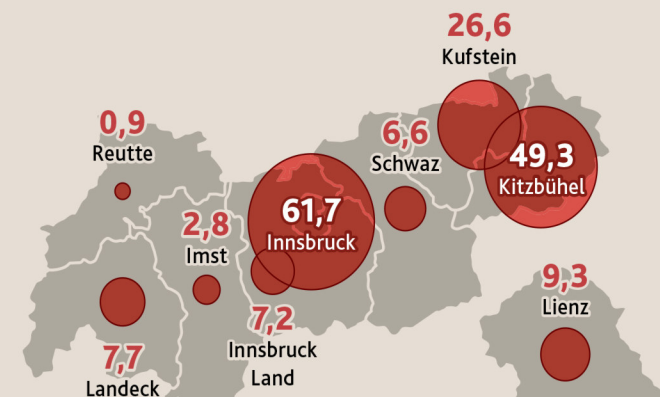 26,6
Kufstein
0,9
Reutte
6,6
Schwaz
49,3
Kitzbühel
61,7
Innsbruck
2,8
Imst
9,3
Lienz
7,2
Innsbruck
Land
7,7
Landeck